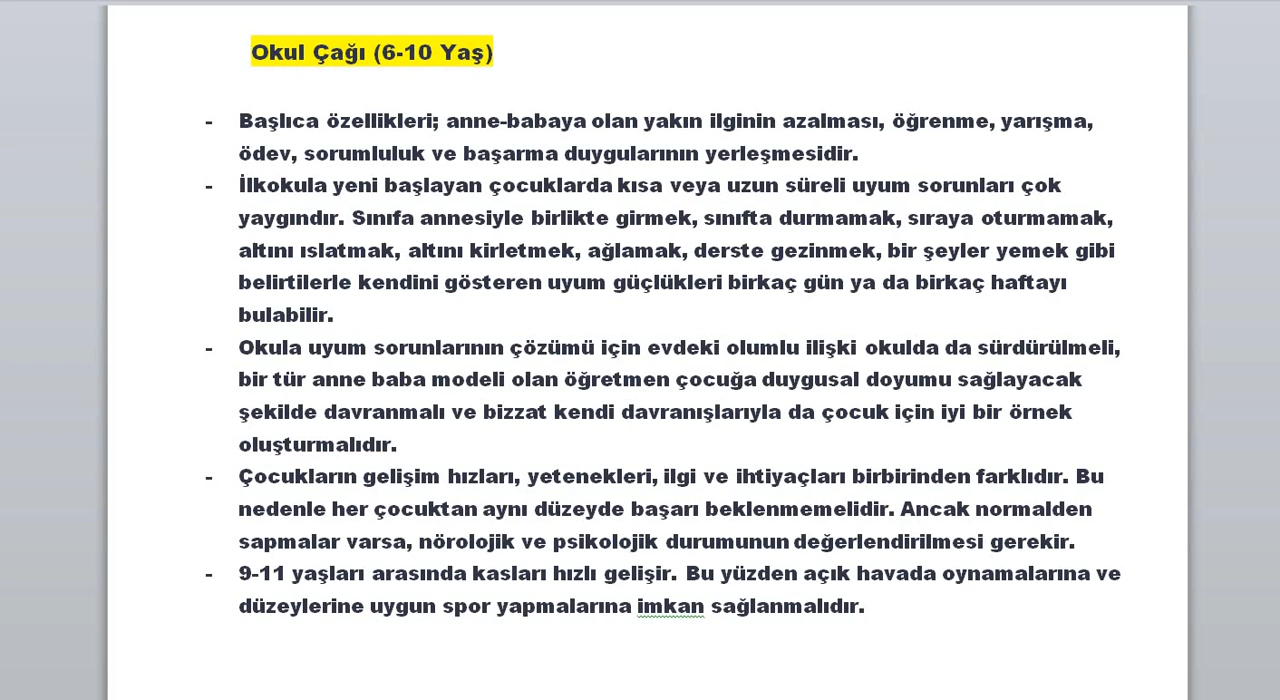 Okul Çağı (6-10 Yaş)
- Başlıca özellikleri; anne-babaya olan yakın ilginin azalması, öğrenme, yarışma,
ödev, sorumluluk ve başarma duygularının yerleşmesidir.
- İlkokula yeni başlayan çocuklarda kısa veya uzun süreli uyum sorunları çok
yaygındır. Sınıfa annesiyle birlikte girmek, sınıfta durmamak, sıraya oturmamak,
altını ıslatmak, altını kirletmek, ağlamak, derste gezinmek, bir şeyler yemek gibi
belirtilerle kendini gösteren uyum güçlükleri birkaç gün ya da birkaç haftayı
bulabilir.
- Okula uyum sorunlarının çözümü için evdeki olumlu ilişki okulda da sürdürülmeli,
bir tür anne baba modeli olan öğretmen çocuğa duygusal doyumu sağlayacak
şekilde davranmalı ve bizzat kendi davranışlarıyla da çocuk için iyi bir örnek
oluşturmalıdır.
- Çocukların gelişim hızları, yetenekleri, ilgi ve ihtiyaçları birbirinden farklıdır. Bu
nedenle her çocuktan aynı düzeyde başarı beklenmemelidir. Ancak normalden
sapmalar varsa, nörolojik ve psikolojik durumunun değerlendirilmesi gerekir.
- 9-11 yaşları arasında kasları hızlı gelişir. Bu yüzden açık havada oynamalarına ve
düzeylerine uygun spor yapmalarına imkan sağlanmalıdır.